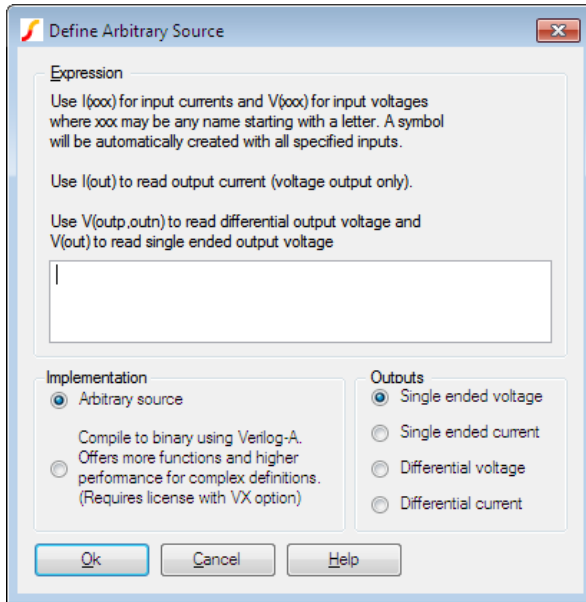 Define Arbitrary Source
Expression
Use I(xxx) for input currents and V(xxx) for input voltages
where xxx may be any name starting with a letter. A symbol
will be automatically created with all specified inputs.
Use I(out) to read output current (voltage output only).
Use V(outp,outn) to read differential output voltage and
V(out) to read single ended output voltage
Implementation
Arbitrary source
Compile to binary using Verilog-A.
Offers more functions and higher
performance for complex definitions.
(Requires license with VX option)
Outputs
Single ended voltage
Single ended current
Differential voltage
Differential current
Ok
Cancel
Help